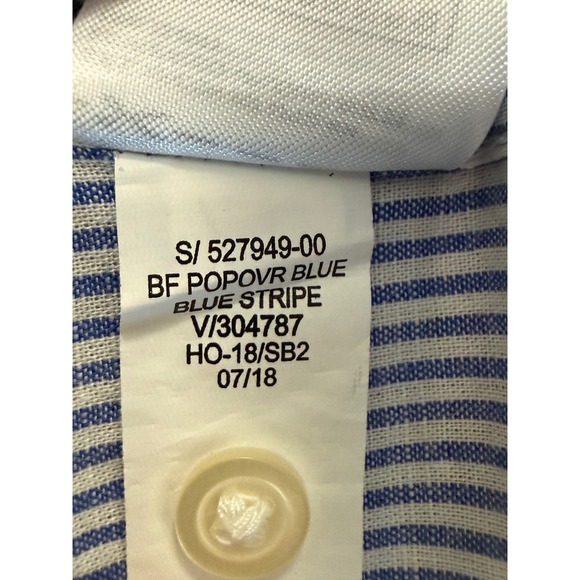 S/ 527949-00
BF POPOVR BLUE
BLUE STRIPE
V/304787
HO-18/SB2
07/18